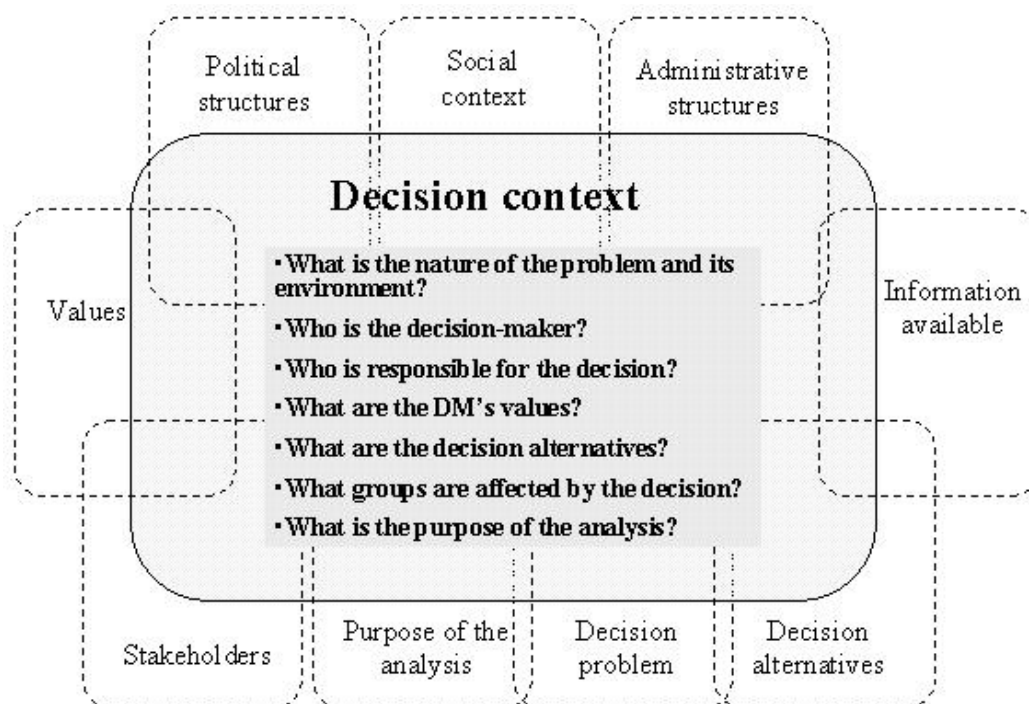 Political
structures
Social
context
Administrative
structures
Decision context
Values
Information
available
· What is the nature of the problem and its
environment?
· Who is the decision-maker?
· Who is responsible for the decision?
· What are the DM's values?
· What are the decision alternatives?
· What groups are affected by the decision?
· What is the purpose of the analysis?
Stakeholders
Purpose of the
analysis
Decision
problem
Decision
alternatives